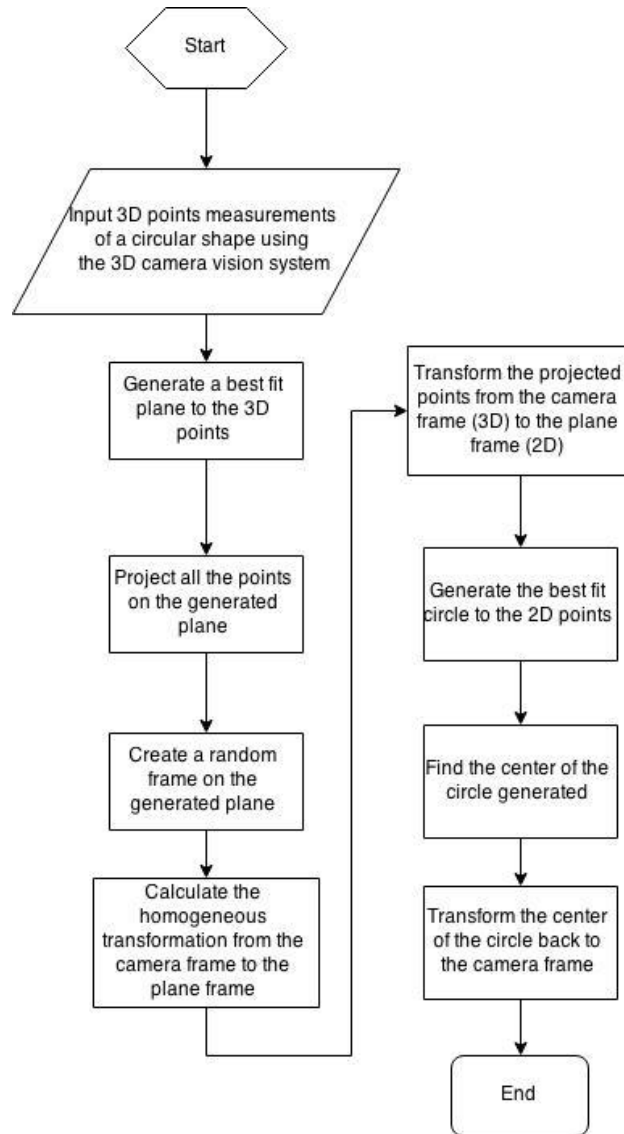 Start
Input 3D points measurements
of a circular shape using
the 3D camera vision system
Generate a best fit
plane to the 3D
points
Project all the points
on the generated
plane
Create a random
frame on the
generated plane
Calculate the
homogeneous
transformation from the
camera frame to the
plane frame
Transform the projected
points from the camera
frame (3D) to the plane
frame (2D)
Generate the best fit
circle to the 2D points
Find the center of the
circle generated
Transform the center
of the circle back to
the camera frame
End